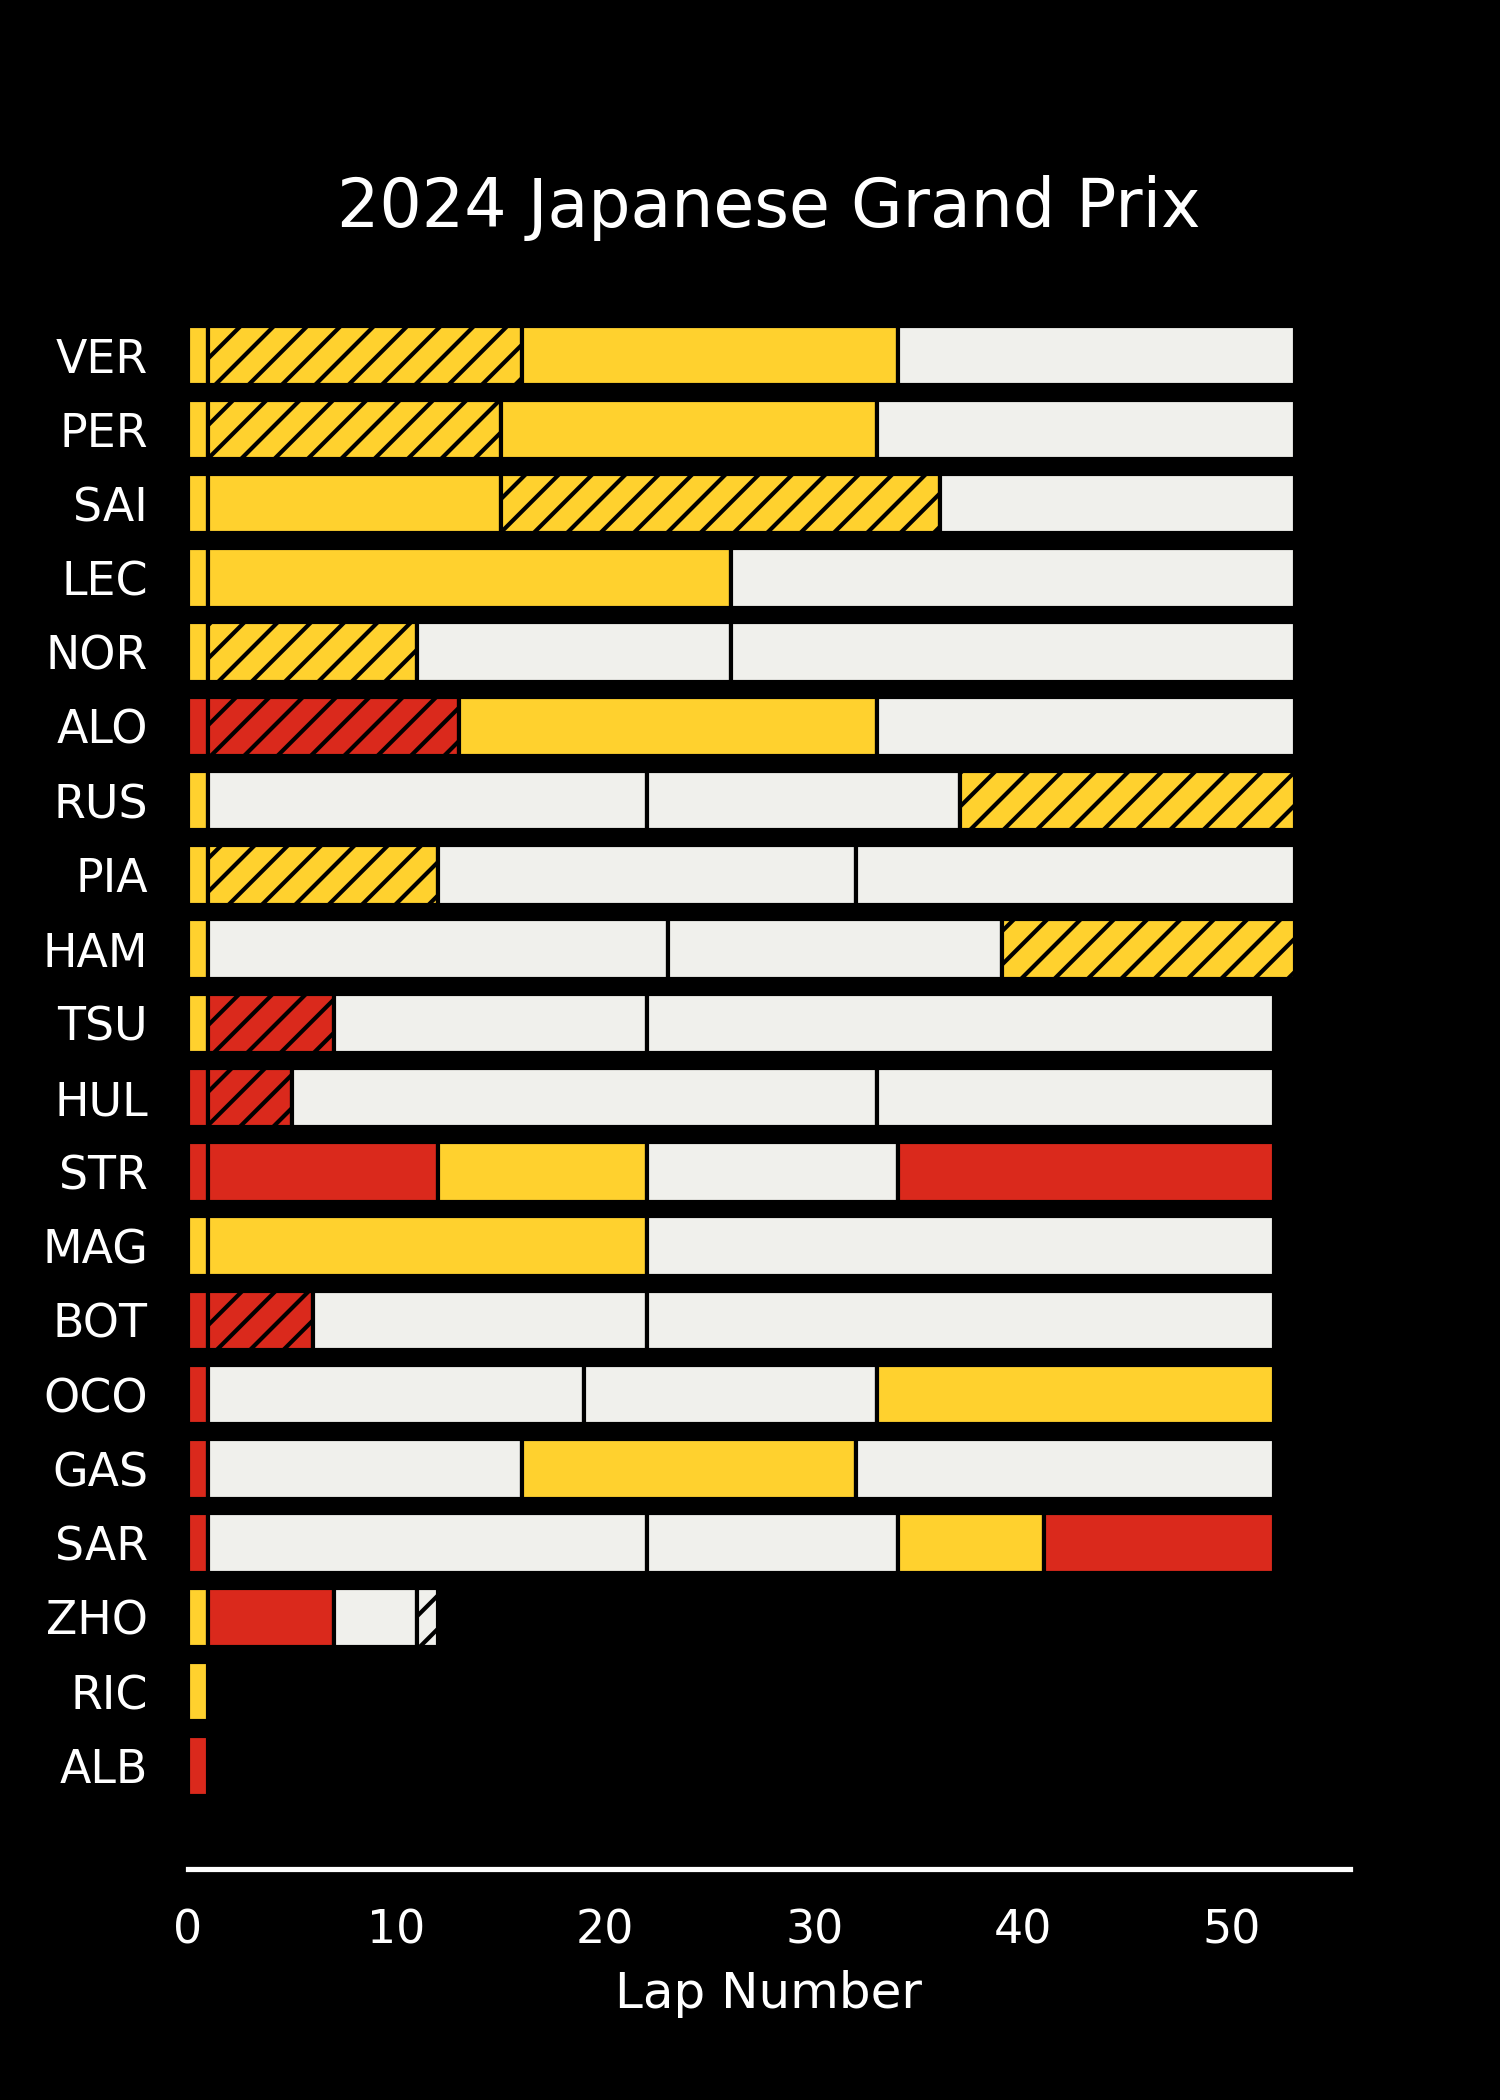 2024 Japanese Grand Prix
VER
PER
SAI
LEC
NOR
ALO
RUS
PIA
HAM
TSU
HUL
STR
MAG
BOT
OCO
GAS
SAR
ZHO
RIC
ALB
0 10 20 30 40 50
Lap Number